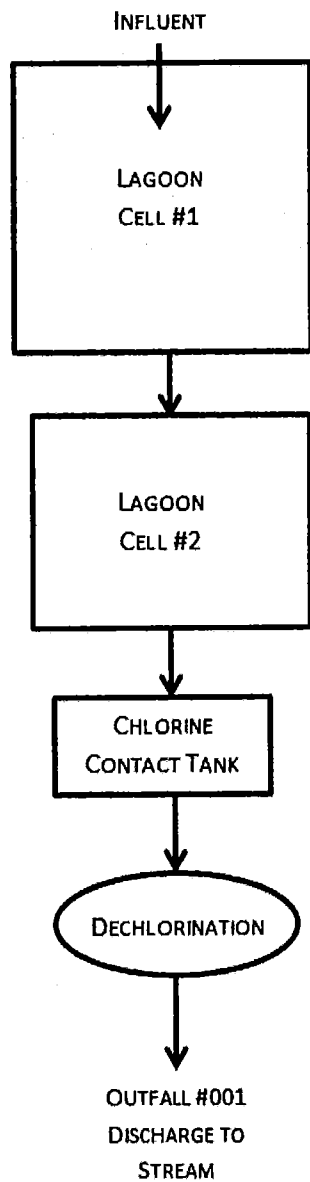 INFLUENT
LAGOON
CELL #1
LAGOON
CELL #2
CHLORINE
CONTACT TANK
DECHLORINATION
OUTFALL #001
DISCHARGE TO
STREAM